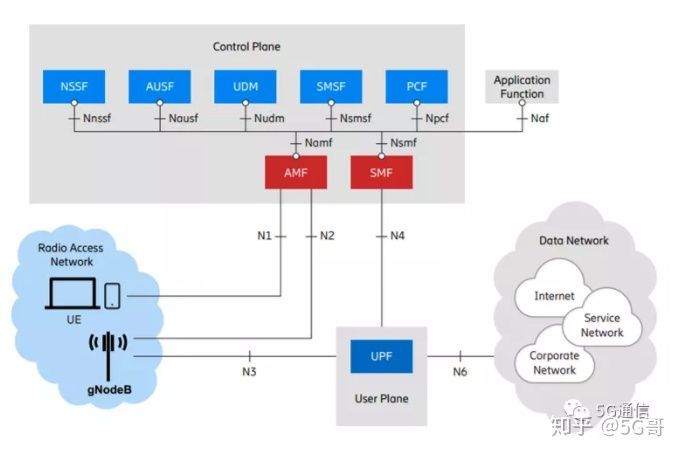 Control Plane
NSSF
AUSF
UDM
SMSF
PCF
Application
Function
Nnssf
Nausf
Nudm
Nsmsf
Npcf
Naf
Namf
Nsmf
AMF
SMF
N1
N2
N4
Radio Access
Network
UE
gNodeB
Data Network
Internet
Service
Network
Corporate
Network
N3
UPF
N6
User Plane
5G通信
知乎 @5G哥